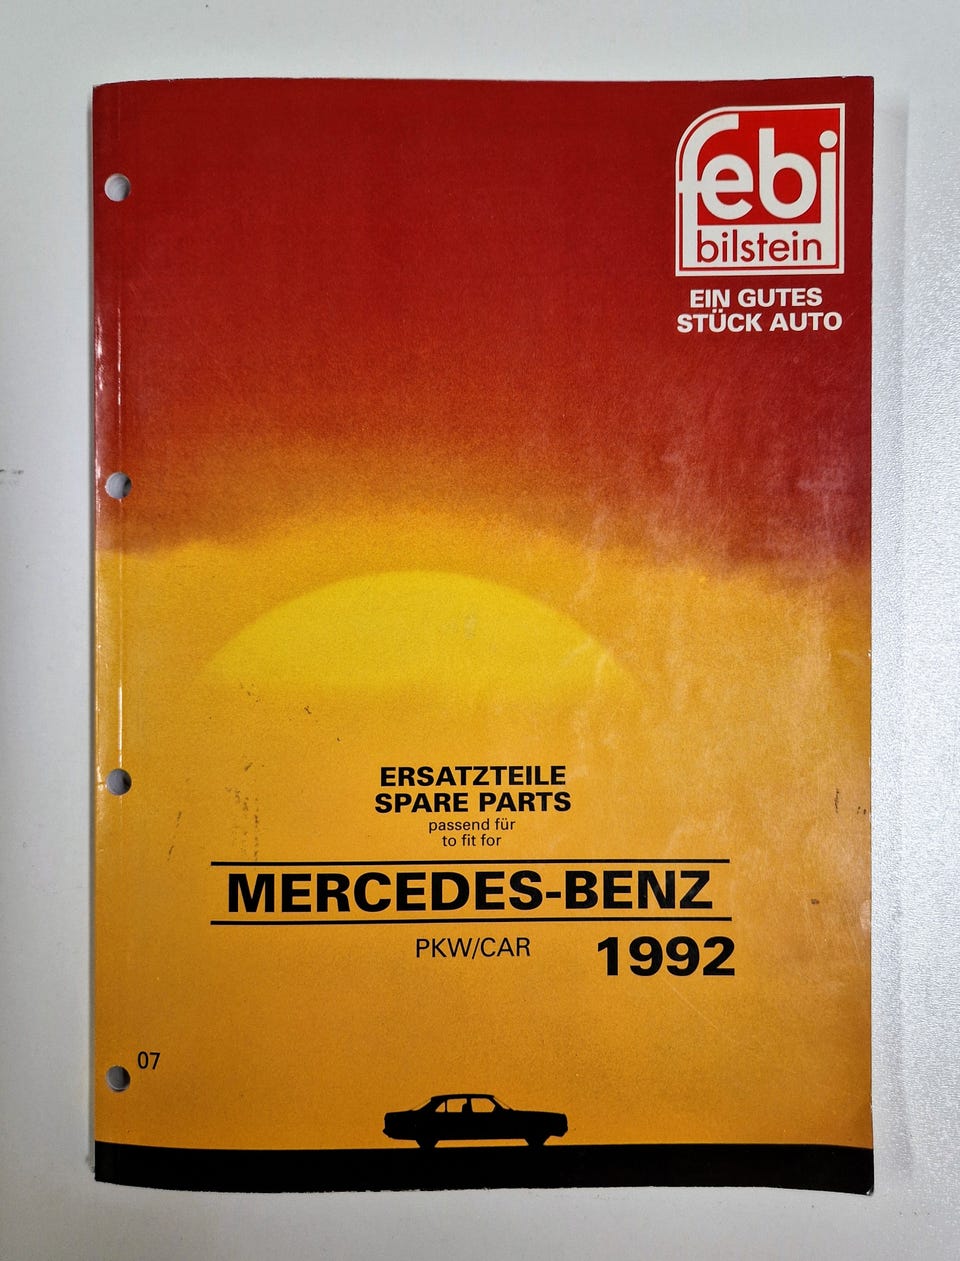 febi
bilstein
EIN GUTES
STÜCK AUTO
ERSATZTEILE
SPARE PARTS
passend für
to fit for
MERCEDES-BENZ
PKW/CAR
1992
07